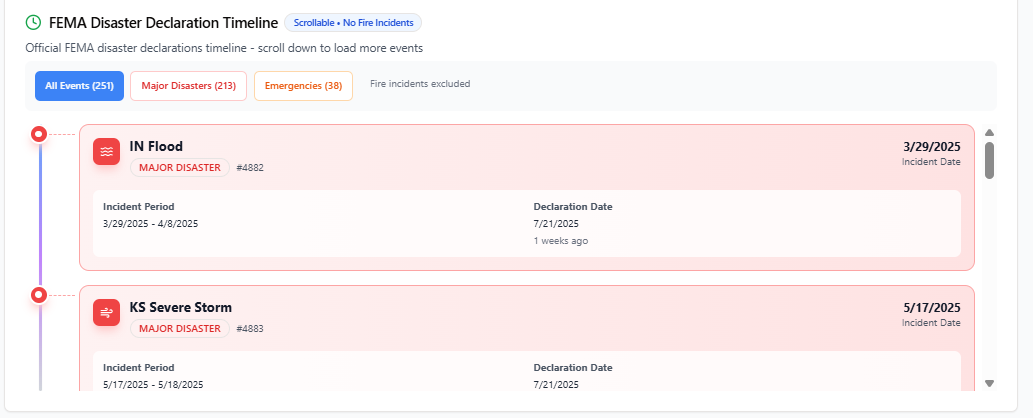 FEMA Disaster Declaration Timeline
Scrollable • No Fire Incidents
Official FEMA disaster declarations timeline - scroll down to load more events
All Events (251)
Major Disasters (213)
Emergencies (38)
Fire incidents excluded
IN Flood
3/29/2025
MAJOR DISASTER
#4882
Incident Date
Incident Period
Declaration Date
3/29/2025 - 4/8/2025
7/21/2025
1 weeks ago
KS Severe Storm
5/17/2025
MAJOR DISASTER
#4883
Incident Date
Incident Period
Declaration Date
5/17/2025 - 5/18/2025
7/21/2025